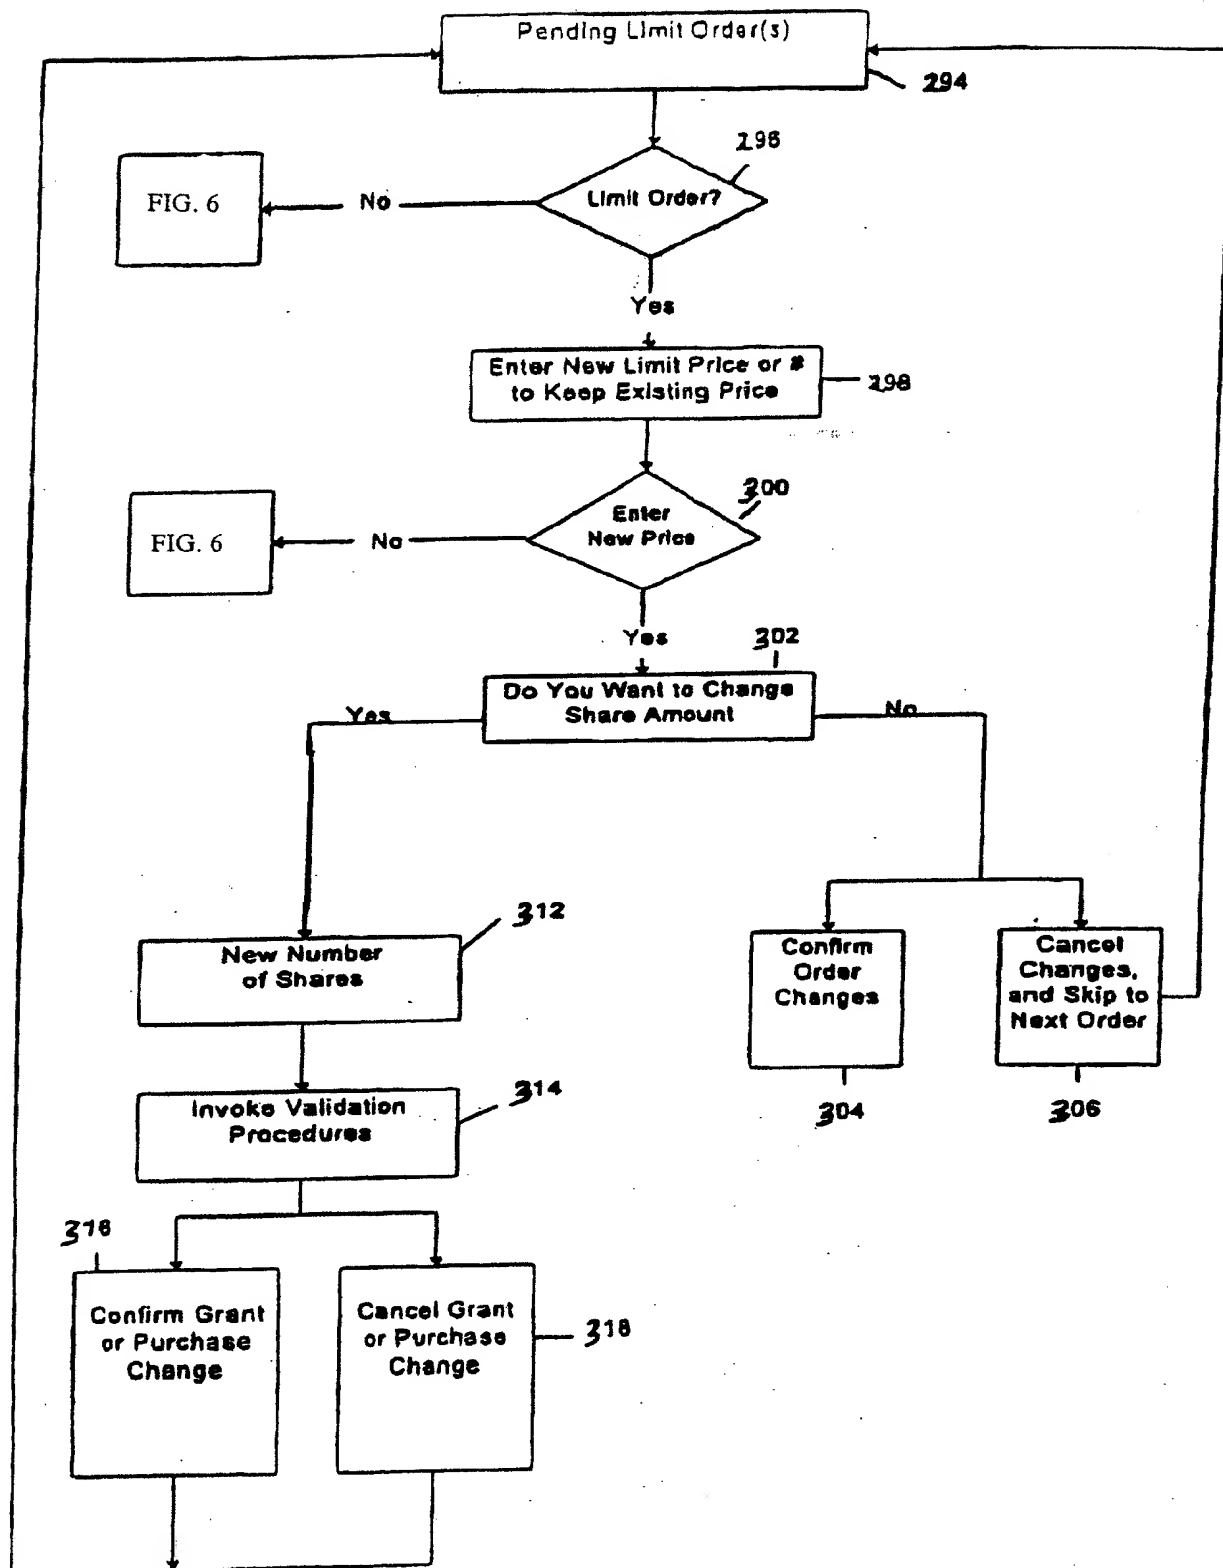 Pending Limit Order(s)
294
296
Limit Order?
No
FIG. 6
Yes
Enter New Limit Price or #
to Keep Existing Price
298
300
Enter
New Price
No
FIG. 6
Yes
302
Do You Want to Change
Share Amount
Yes
No
312
New Number
of Shares
Confirm
Order
Changes
Cancel
Changes,
and Skip to
Next Order
314
Invoke Validation
Procedures
304
306
316
Confirm Grant
or Purchase
Change
Cancel Grant
or Purchase
Change
318